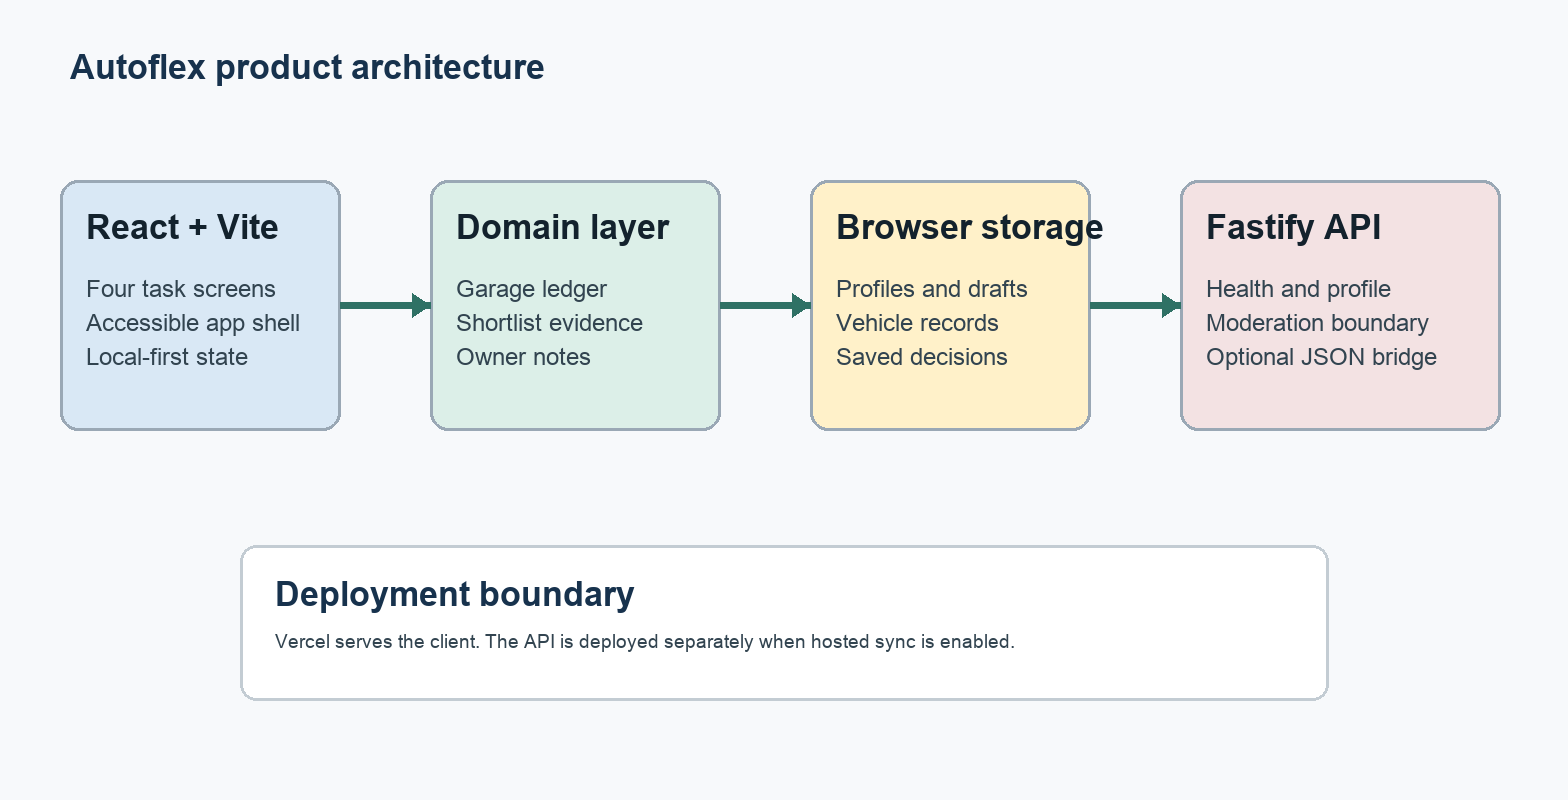 Autoflex product architecture
React + Vite
Four task screens
Accessible app shell
Local-first state
Domain layer
Garage ledger
Shortlist evidence
Owner notes
Browser storage
Profiles and drafts
Vehicle records
Saved decisions
Fastify API
Health and profile
Moderation boundary
Optional JSON bridge
Deployment boundary
Vercel serves the client. The API is deployed separately when hosted sync is enabled.